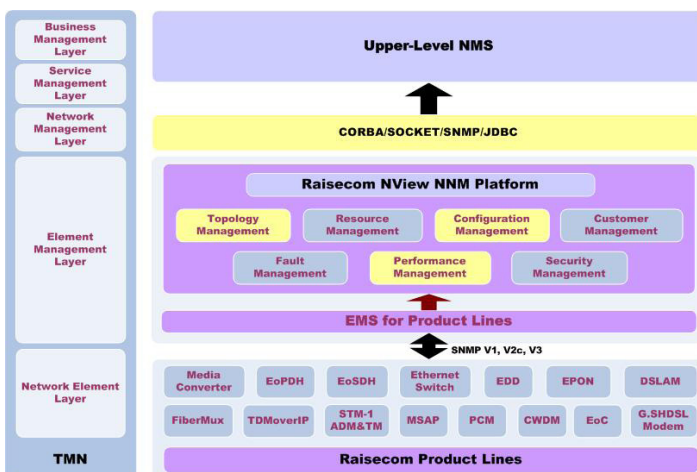 Business
Management
Layer
Service
Management
Layer
Network
Management
Layer
Element
Management
Layer
Network Element
Layer
TMN
Upper-Level NMS
CORBA/SOCKET/SNMP/JDBC
Raisecom NView NNM Platform
Topology
Management
Resource
Management
Configuration
Management
Customer
Management
Fault
Management
Performance
Management
Security
Management
EMS for Product Lines
SNMP V1, V2c, V3
Media
Converter
EoPDH
EoSDH
Ethernet
Switch
EDD
EPON
DSLAM
FiberMux
TDMoverIP
STM-1
ADM&TM
MSAP
PCM
CWDM
EoC
G.SHDSL
Modem
Raisecom Product Lines